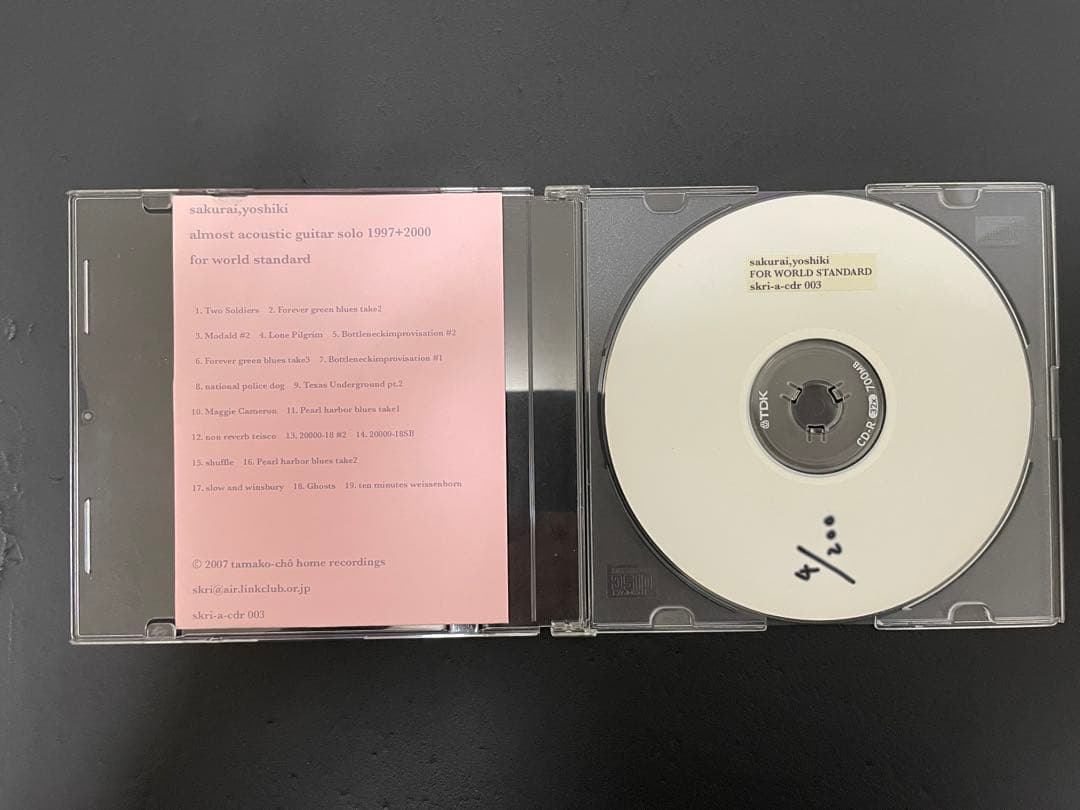 sakurai,yoshiki
almost acoustic guitar solo 1997+2000
for world standard
1. Two Soldiers 2. Forever green blues take2
3. Modald #2 4. Lone Pilgrim 5. Bottleneckimprovisation #2
6. Forever green blues take3 7. Bottleneckimprovisation #1
8. national police dog 9. Texas Underground pt.2
10. Maggie Cameron 11. Pearl harbor blues take1
12. non reverb teisco 13. 20000-18 #2 14. 20000-18SB
15. shuffle 16. Pearl harbor blues take2
17. slow and winsbury 18. Ghosts 19. ten minutes weissenborn
© 2007 tamako-chô home recordings
skri@air.linkclub.or.jp
skri-a-cdr 003
sakurai,yoshiki
FOR WORLD STANDARD
skri-a-cdr 003
TDK
CD-R 32x 700MB
4/200